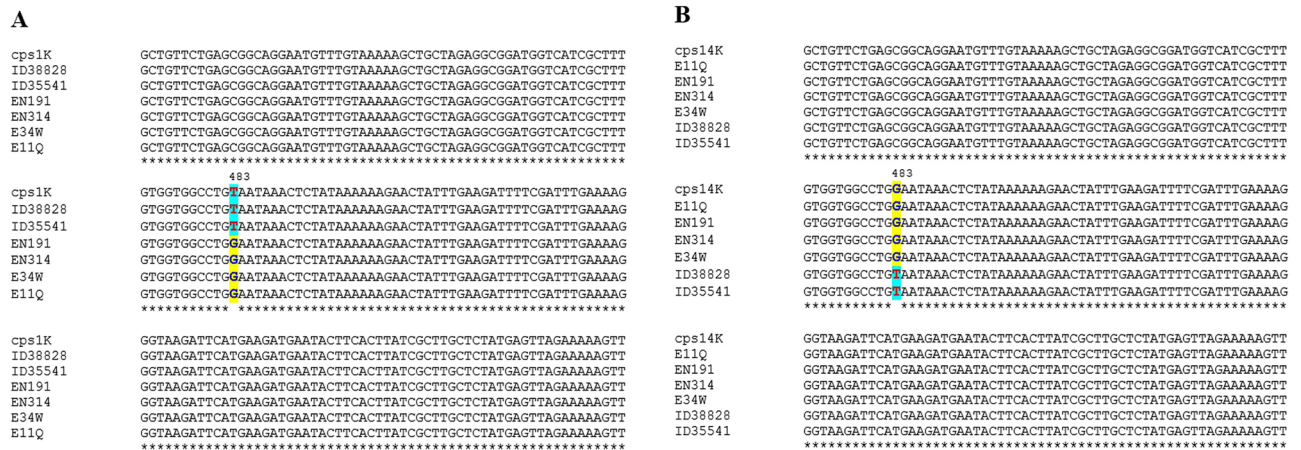 A
cps1K GCTGTTCTGAGCGGCAGGAATGTTTGTAAAAAGCTGCTAGAGGCGGATGGTCATCGCTTT
ID38828 GCTGTTCTGAGCGGCAGGAATGTTTGTAAAAAGCTGCTAGAGGCGGATGGTCATCGCTTT
ID35541 GCTGTTCTGAGCGGCAGGAATGTTTGTAAAAAGCTGCTAGAGGCGGATGGTCATCGCTTT
EN191 GCTGTTCTGAGCGGCAGGAATGTTTGTAAAAAGCTGCTAGAGGCGGATGGTCATCGCTTT
EN314 GCTGTTCTGAGCGGCAGGAATGTTTGTAAAAAGCTGCTAGAGGCGGATGGTCATCGCTTT
E34W GCTGTTCTGAGCGGCAGGAATGTTTGTAAAAAGCTGCTAGAGGCGGATGGTCATCGCTTT
E11Q GCTGTTCTGAGCGGCAGGAATGTTTGTAAAAAGCTGCTAGAGGCGGATGGTCATCGCTTT
************************************************************
483
cps1K GTGGTGGCCTGTAATAAACTCTATAAAAAAGAACTATTTGAAGATTTTCGATTTGAAAAG
ID38828 GTGGTGGCCTGTAATAAACTCTATAAAAAAGAACTATTTGAAGATTTTCGATTTGAAAAG
ID35541 GTGGTGGCCTGTAATAAACTCTATAAAAAAGAACTATTTGAAGATTTTCGATTTGAAAAG
EN191 GTGGTGGCCTGGAATAAACTCTATAAAAAAGAACTATTTGAAGATTTTCGATTTGAAAAG
EN314 GTGGTGGCCTGGAATAAACTCTATAAAAAAGAACTATTTGAAGATTTTCGATTTGAAAAG
E34W GTGGTGGCCTGGAATAAACTCTATAAAAAAGAACTATTTGAAGATTTTCGATTTGAAAAG
E11Q GTGGTGGCCTGGAATAAACTCTATAAAAAAGAACTATTTGAAGATTTTCGATTTGAAAAG
*********** ************************************************
cps1K GGTAAGATTCATGAAGATGAATACTTCACTTATCGCTTGCTCTATGAGTTAGAAAAAGTT
ID38828 GGTAAGATTCATGAAGATGAATACTTCACTTATCGCTTGCTCTATGAGTTAGAAAAAGTT
ID35541 GGTAAGATTCATGAAGATGAATACTTCACTTATCGCTTGCTCTATGAGTTAGAAAAAGTT
EN191 GGTAAGATTCATGAAGATGAATACTTCACTTATCGCTTGCTCTATGAGTTAGAAAAAGTT
EN314 GGTAAGATTCATGAAGATGAATACTTCACTTATCGCTTGCTCTATGAGTTAGAAAAAGTT
E34W GGTAAGATTCATGAAGATGAATACTTCACTTATCGCTTGCTCTATGAGTTAGAAAAAGTT
E11Q GGTAAGATTCATGAAGATGAATACTTCACTTATCGCTTGCTCTATGAGTTAGAAAAAGTT
************************************************************
B
cps14K GCTGTTCTGAGCGGCAGGAATGTTTGTAAAAAGCTGCTAGAGGCGGATGGTCATCGCTTT
E11Q GCTGTTCTGAGCGGCAGGAATGTTTGTAAAAAGCTGCTAGAGGCGGATGGTCATCGCTTT
EN191 GCTGTTCTGAGCGGCAGGAATGTTTGTAAAAAGCTGCTAGAGGCGGATGGTCATCGCTTT
EN314 GCTGTTCTGAGCGGCAGGAATGTTTGTAAAAAGCTGCTAGAGGCGGATGGTCATCGCTTT
E34W GCTGTTCTGAGCGGCAGGAATGTTTGTAAAAAGCTGCTAGAGGCGGATGGTCATCGCTTT
ID38828 GCTGTTCTGAGCGGCAGGAATGTTTGTAAAAAGCTGCTAGAGGCGGATGGTCATCGCTTT
ID35541 GCTGTTCTGAGCGGCAGGAATGTTTGTAAAAAGCTGCTAGAGGCGGATGGTCATCGCTTT
************************************************************
483
cps14K GTGGTGGCCTGGAATAAACTCTATAAAAAAGAACTATTTGAAGATTTTCGATTTGAAAAG
E11Q GTGGTGGCCTGGAATAAACTCTATAAAAAAGAACTATTTGAAGATTTTCGATTTGAAAAG
EN191 GTGGTGGCCTGGAATAAACTCTATAAAAAAGAACTATTTGAAGATTTTCGATTTGAAAAG
EN314 GTGGTGGCCTGGAATAAACTCTATAAAAAAGAACTATTTGAAGATTTTCGATTTGAAAAG
E34W GTGGTGGCCTGGAATAAACTCTATAAAAAAGAACTATTTGAAGATTTTCGATTTGAAAAG
ID38828 GTGGTGGCCTGTAATAAACTCTATAAAAAAGAACTATTTGAAGATTTTCGATTTGAAAAG
ID35541 GTGGTGGCCTGTAATAAACTCTATAAAAAAGAACTATTTGAAGATTTTCGATTTGAAAAG
*********** ************************************************
cps14K GGTAAGATTCATGAAGATGAATACTTCACTTATCGCTTGCTCTATGAGTTAGAAAAAGTT
E11Q GGTAAGATTCATGAAGATGAATACTTCACTTATCGCTTGCTCTATGAGTTAGAAAAAGTT
EN191 GGTAAGATTCATGAAGATGAATACTTCACTTATCGCTTGCTCTATGAGTTAGAAAAAGTT
EN314 GGTAAGATTCATGAAGATGAATACTTCACTTATCGCTTGCTCTATGAGTTAGAAAAAGTT
E34W GGTAAGATTCATGAAGATGAATACTTCACTTATCGCTTGCTCTATGAGTTAGAAAAAGTT
ID38828 GGTAAGATTCATGAAGATGAATACTTCACTTATCGCTTGCTCTATGAGTTAGAAAAAGTT
ID35541 GGTAAGATTCATGAAGATGAATACTTCACTTATCGCTTGCTCTATGAGTTAGAAAAAGTT
************************************************************